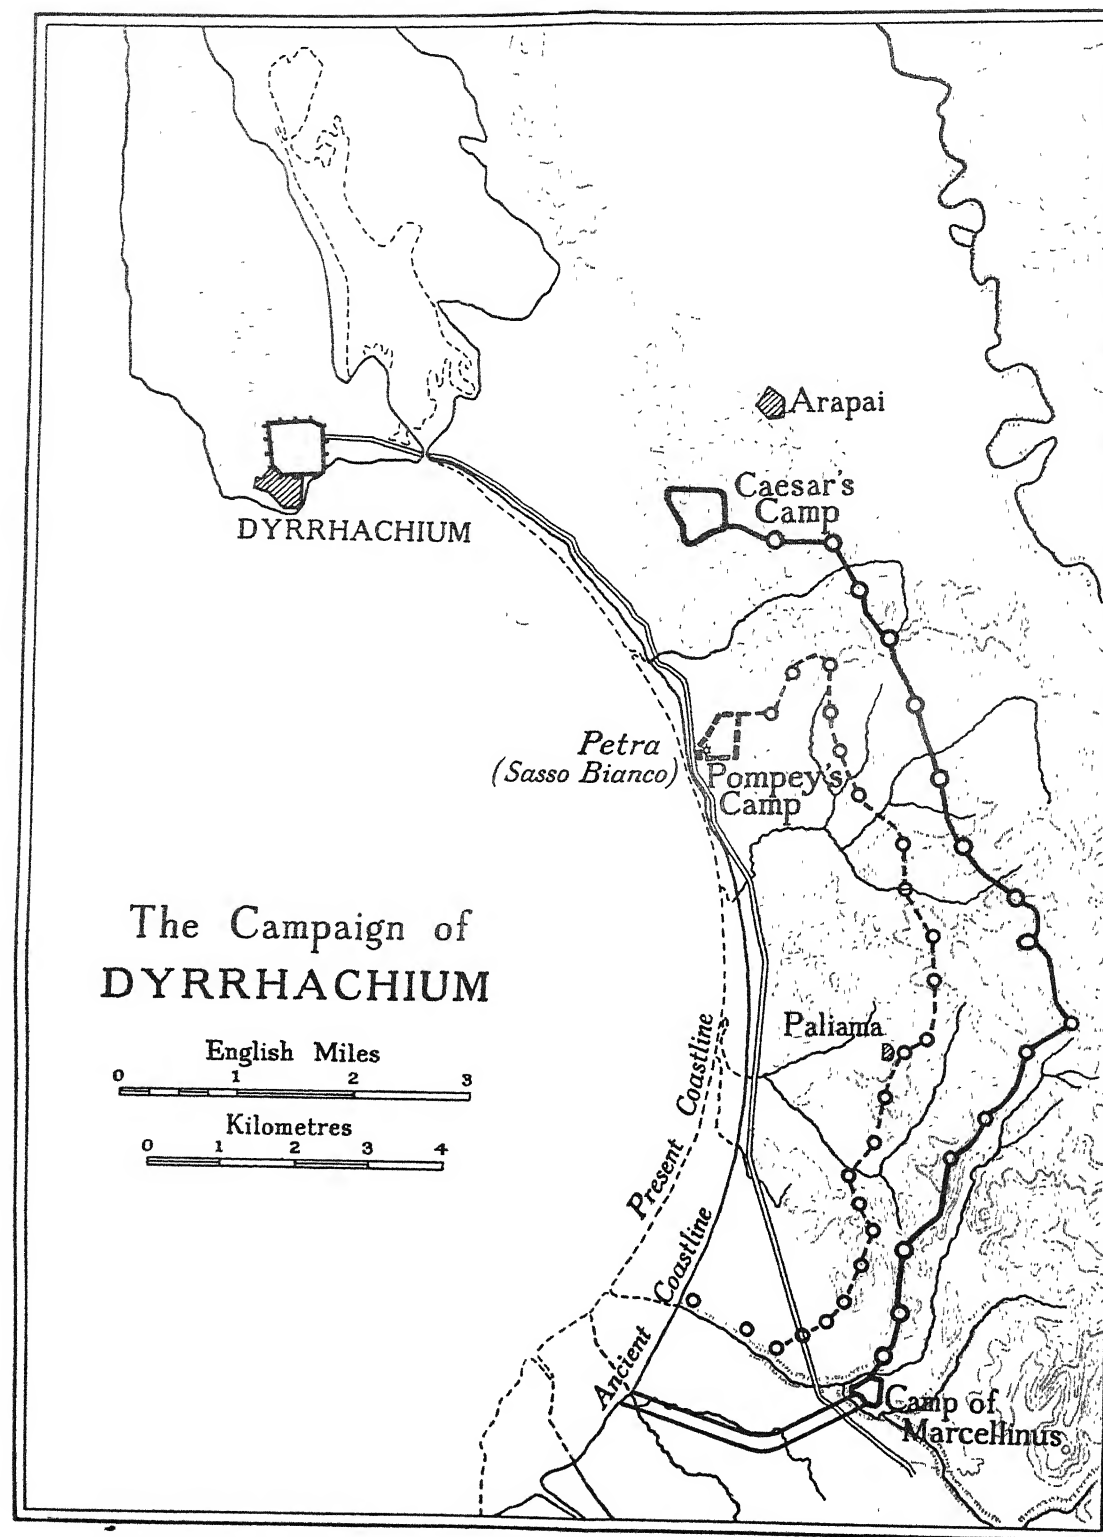 Arapai
Caesar's
Camp
DYRRHACHIUM
Petra
(Sasso Bianco)
Pompey's
Camp
The Campaign of
DYRRHACHIUM
English Miles
0 1 2 3
Kilometres
0 1 2 3 4
Paliama
Present Coastline
Ancient Coastline
Camp of
Marcellinus